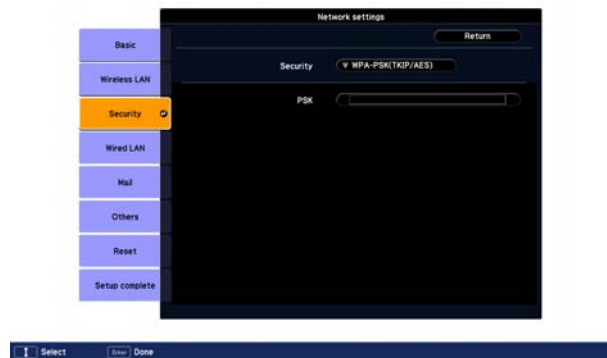 Network settings
Return
Basic
Security WPA-PSK(TKIP/AES)
Wireless LAN
PSK
Security
Wired LAN
Mail
Others
Reset
Setup complete
Select Enter Done